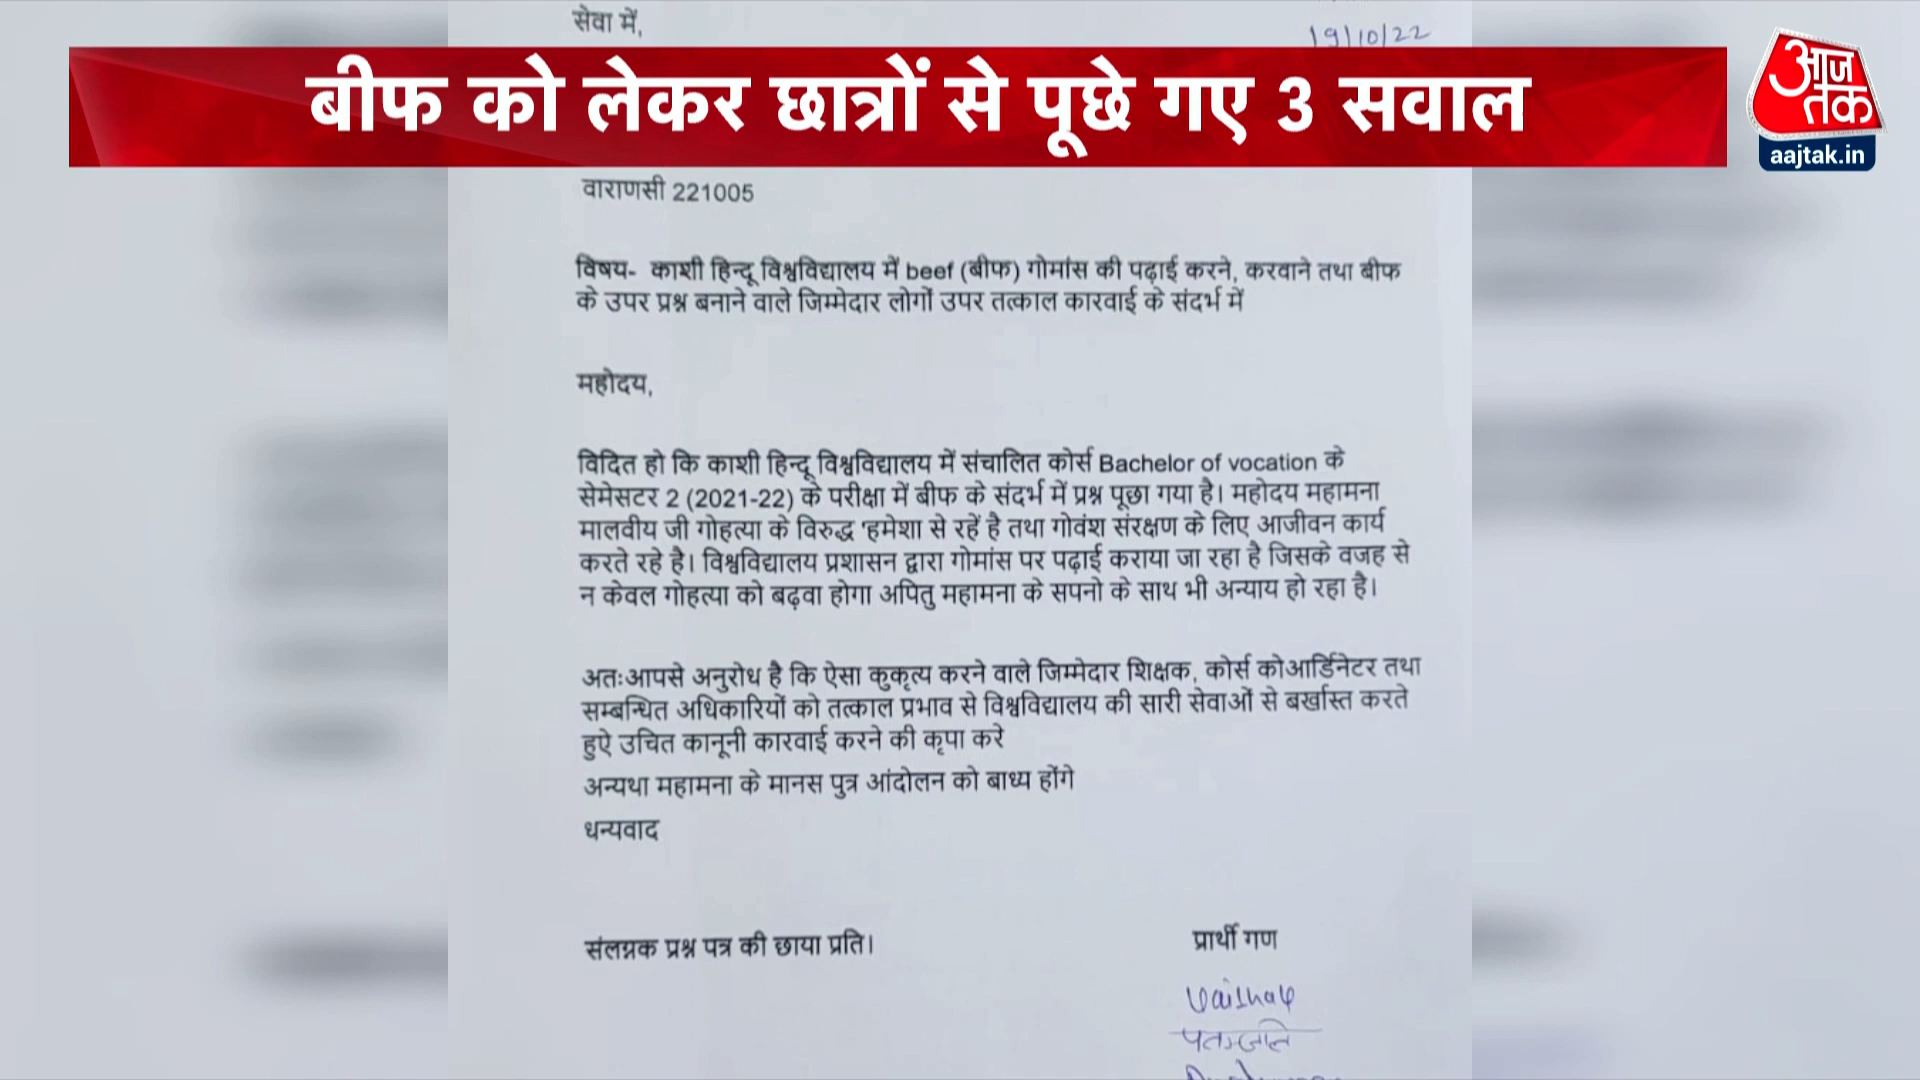 सेवा में,
19/10/22
बीफ को लेकर छात्रों से पूछे गए 3 सवाल
आज
तक
aajtak.in
वाराणसी 221005
विषय- काशी हिन्दू विश्वविद्यालय में beef (बीफ) गोमांस की पढ़ाई करने, करवाने तथा बीफ
के उपर प्रश्न बनाने वाले जिम्मेदार लोगों उपर तत्काल कारवाई के संदर्भ में
महोदय,
विदित हो कि काशी हिन्दू विश्वविद्यालय में संचालित कोर्स Bachelor of vocation के
सेमेसटर 2 (2021-22) के परीक्षा में बीफ के संदर्भ में प्रश्न पूछा गया है। महोदय महामना
मालवीय जी गोहत्या के विरुद्ध 'हमेशा से रहें है तथा गोवंश संरक्षण के लिए आजीवन कार्य
करते रहे है। विश्वविद्यालय प्रशासन द्वारा गोमांस पर पढ़ाई कराया जा रहा है जिसके वजह से
न केवल गोहत्या को बढ़वा होगा अपितु महामना के सपनो के साथ भी अन्याय हो रहा है।
अतःआपसे अनुरोध है कि ऐसा कुकृत्य करने वाले जिम्मेदार शिक्षक, कोर्स कोआर्डिनेटर तथा
सम्बन्धित अधिकारियों को तत्काल प्रभाव से विश्वविद्यालय की सारी सेवाओं से बर्खास्त करते
हुऐ उचित कानूनी कारवाई करने की कृपा करे
अन्यथा महामना के मानस पुत्र आंदोलन को बाध्य होंगे
धन्यवाद
संलग्नक प्रश्न पत्र की छाया प्रति।
प्रार्थी गण